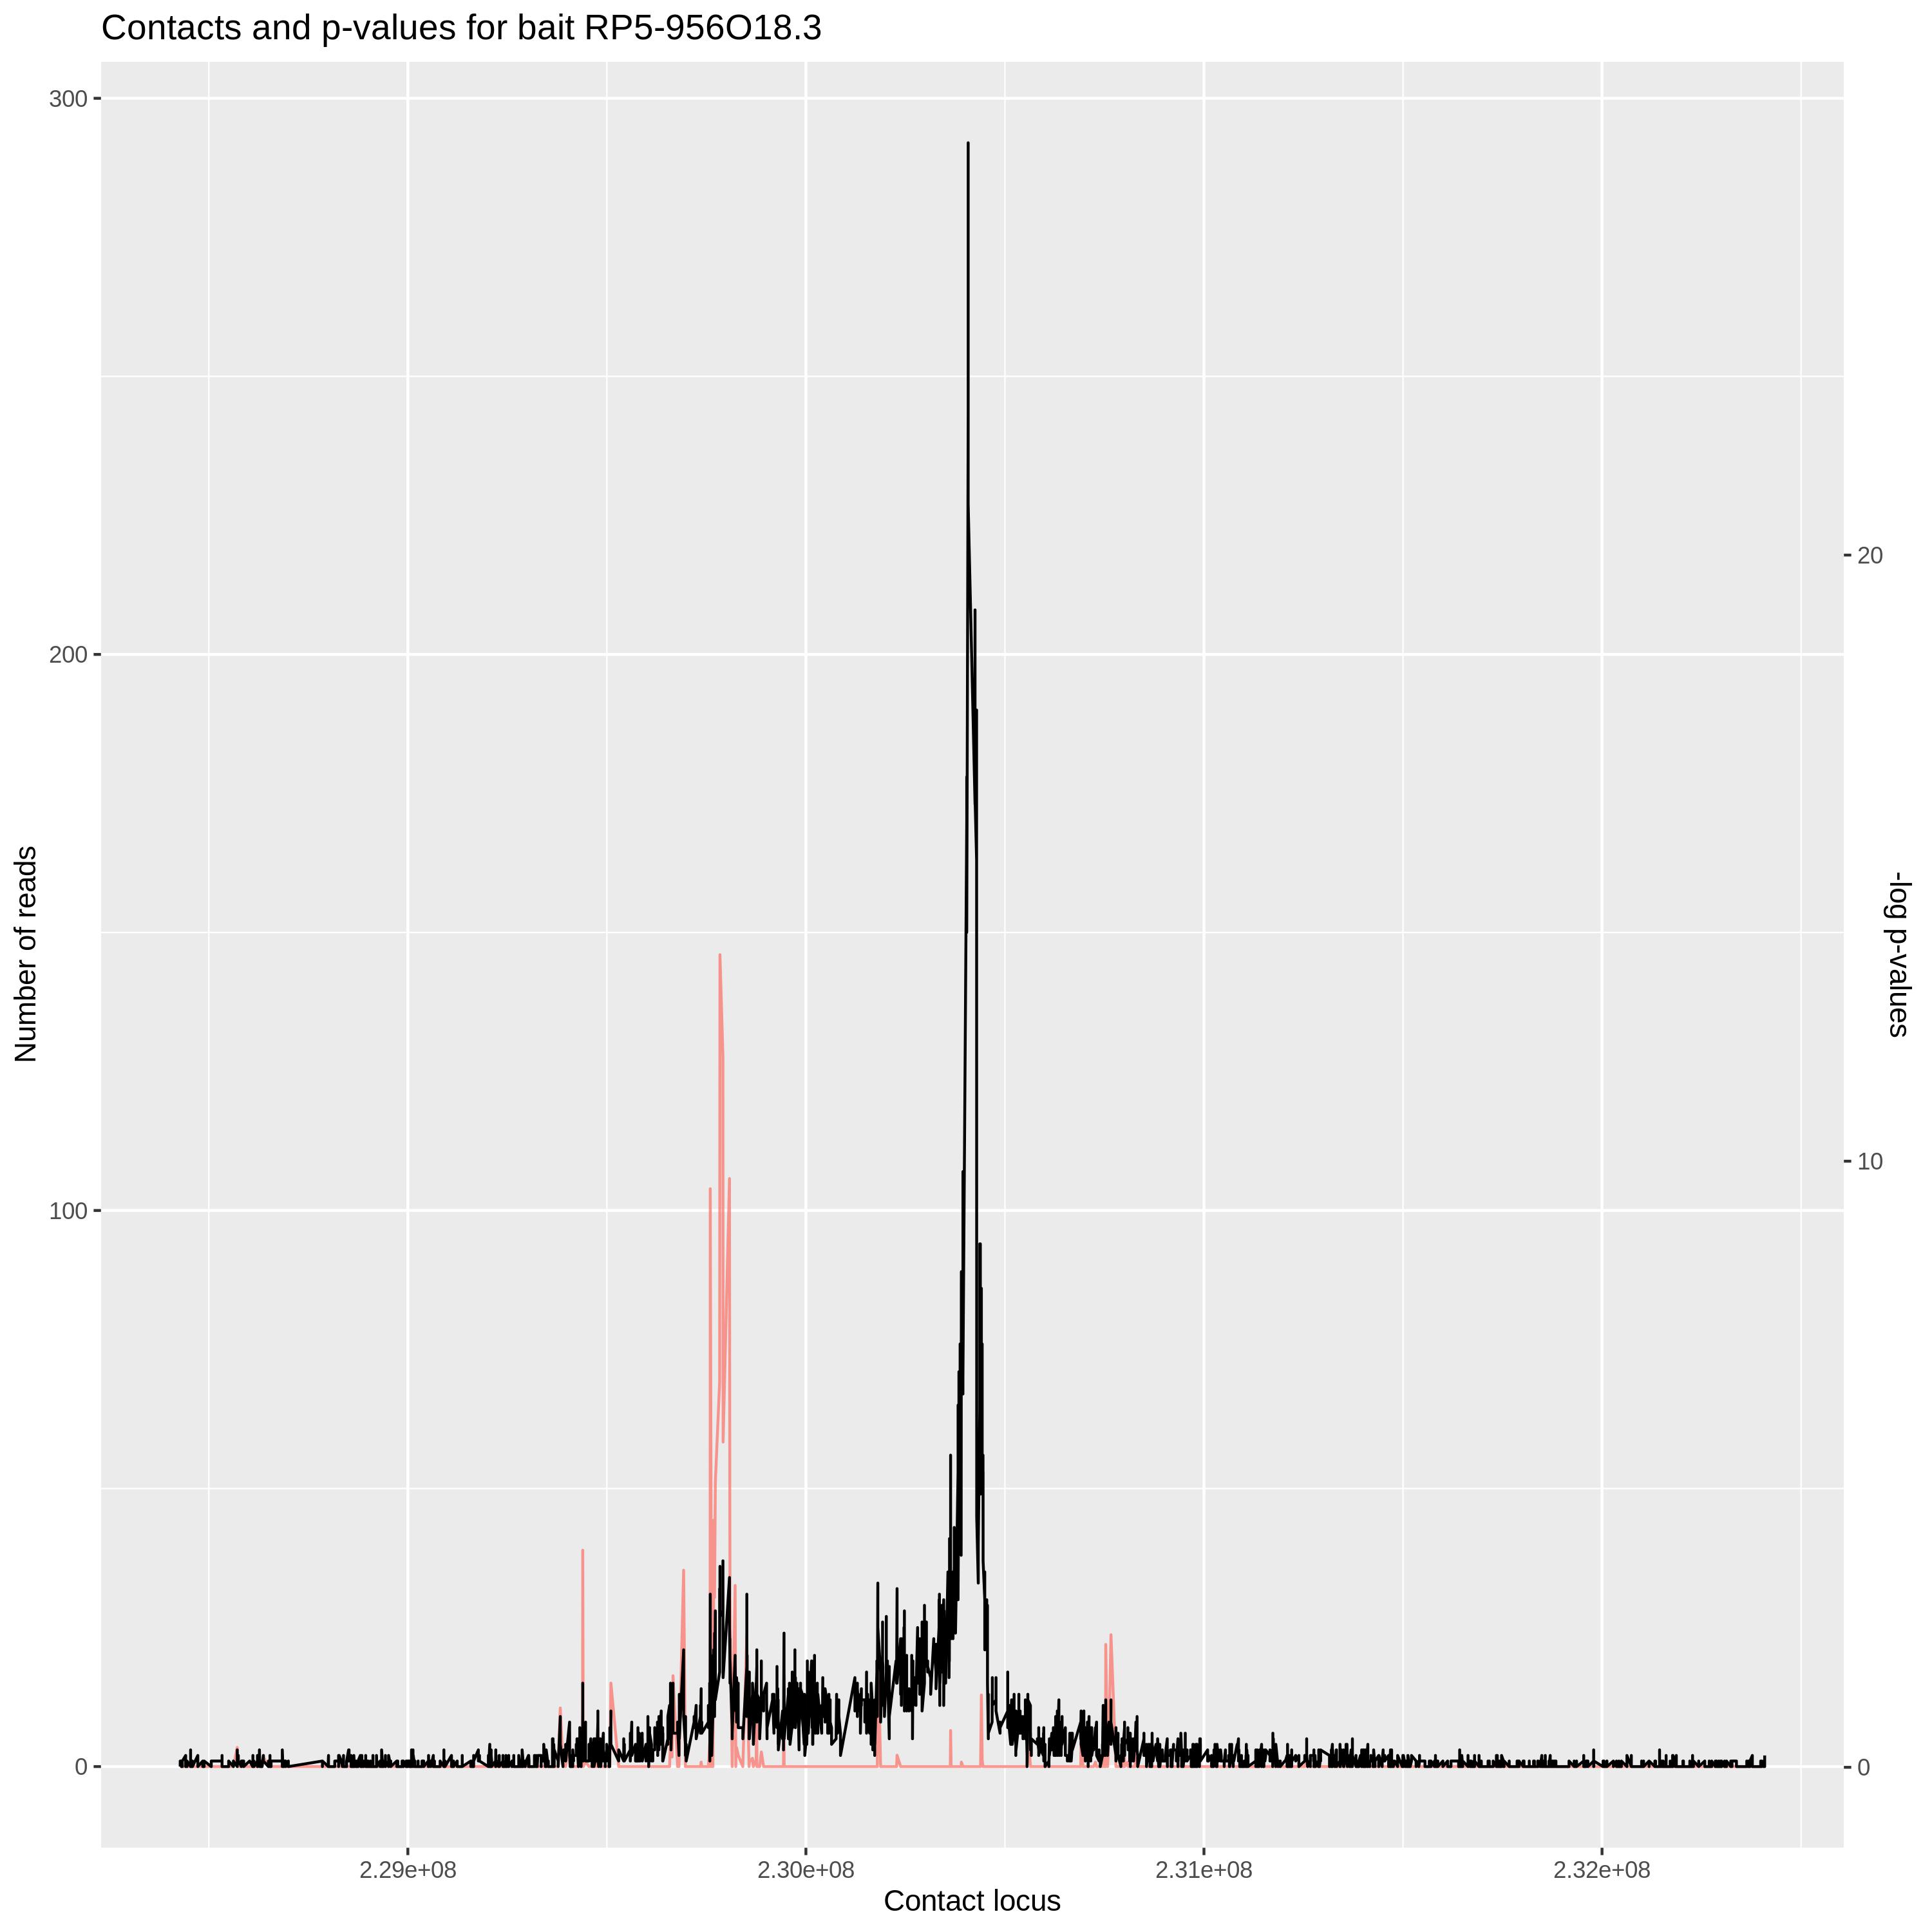 Contacts and p-values for bait RP5-956O18.3
300
200
100
0
Number of reads
20
10
0
-log p-values
2.29e+08
2.30e+08
2.31e+08
2.32e+08
Contact locus